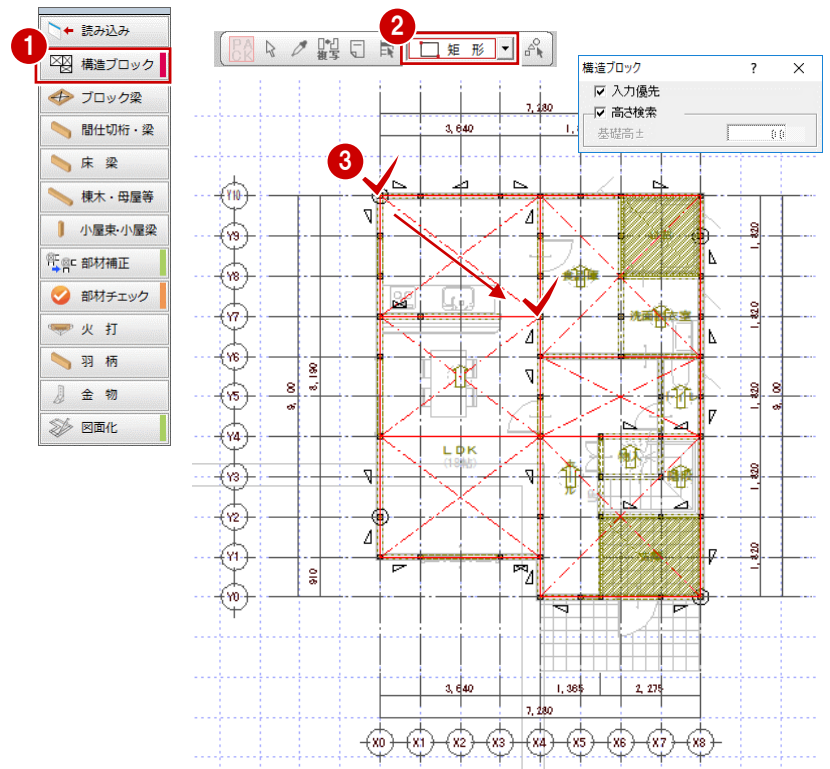 1
読み込み
構造ブロック
ブロック梁
間仕切桁・梁
床 梁
棟木・母屋等
小屋束・小屋梁
部材補正
部材チェック
火 打
羽 柄
金 物
図面化
2
PACK
複写
矩 形
構造ブロック ? ×
入力優先
高さ検索
基礎高±
3
7,280
3,640
Y10
Y9
Y8
Y7
Y6
Y5
Y4
Y3
Y2
Y1
Y0
8,190
910
1,820
1,820
1,820
1,820
1,820
LDK
3,640 1,365 2,275
7,280
X0 X1 X2 X3 X4 X5 X6 X7 X8